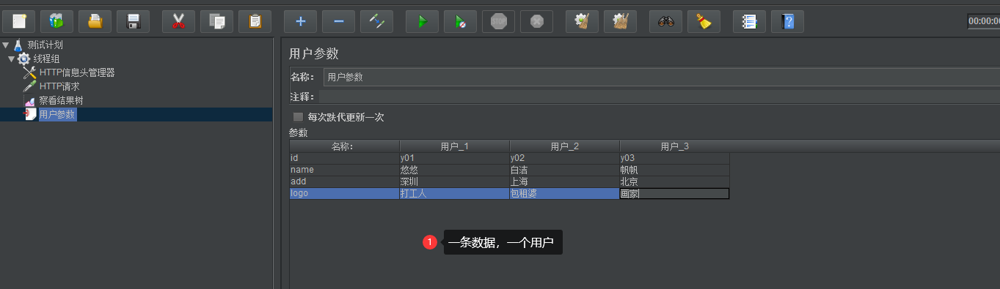 STOP
00:00:00
测试计划
线程组
HTTP信息头管理器
HTTP请求
察看结果树
用户参数
用户参数
名称： 用户参数
注释：
每次跌代更新一次
参数
名称: 用户_1 用户_2 用户_3
id y01 y02 y03
name 悠悠 白洁 帆帆
add 深圳 上海 北京
logo 打工人 包租婆 画家
1 一条数据，一个用户